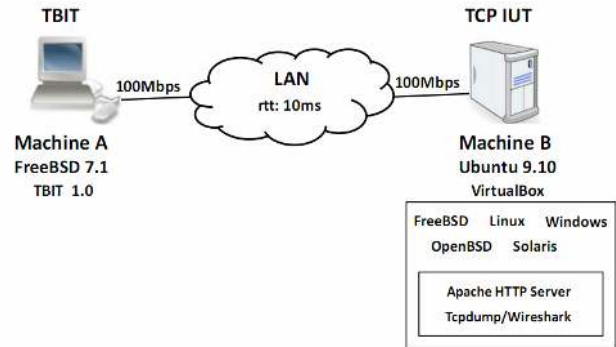 TBIT
TCP IUT
100Mbps
LAN
rtt: 10ms
100Mbps
Machine A
FreeBSD 7.1
TBIT 1.0
Machine B
Ubuntu 9.10
VirtualBox
FreeBSD Linux Windows
OpenBSD Solaris
Apache HTTP Server
Tcpdump/Wireshark